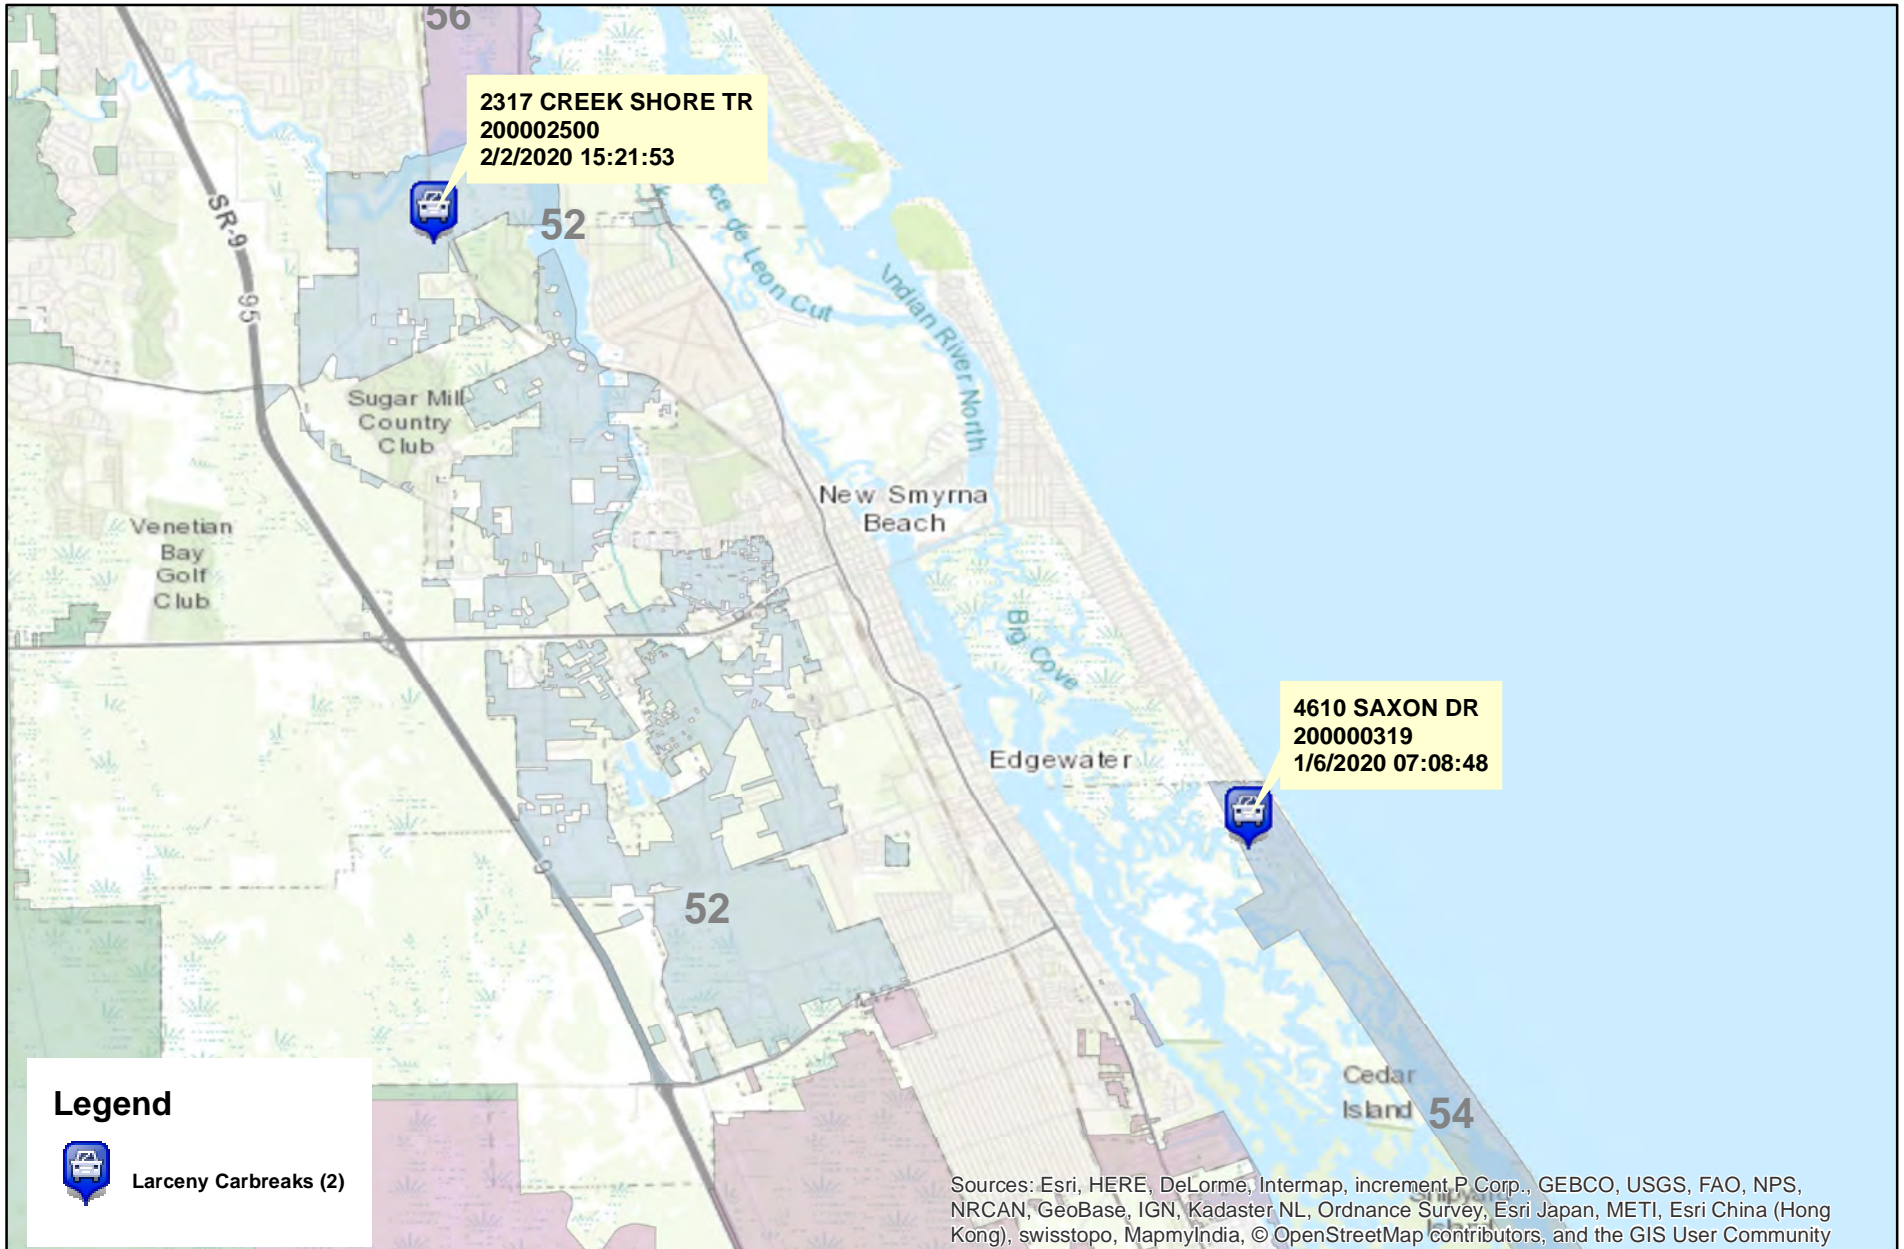 56
2317 CREEK SHORE TR
200002500
2/2/2020 15:21:53
52
SR-9
95
de Leon Cut
Indian River North
Sugar Mill
Country
Club
New Smyrna
Beach
Venetian
Bay
Golf
Club
Big Cove
4610 SAXON DR
200000319
1/6/2020 07:08:48
Edgewater
9
52
Cedar
Island
54
Legend
Larceny Carbreaks (2)
Sources: Esri, HERE, DeLorme, Intermap, increment P Corp., GEBCO, USGS, FAO, NPS,
NRCAN, GeoBase, IGN, Kadaster NL, Ordnance Survey, Esri Japan, METI, Esri China (Hong
Kong), swisstopo, MapmyIndia, © OpenStreetMap contributors, and the GIS User Community